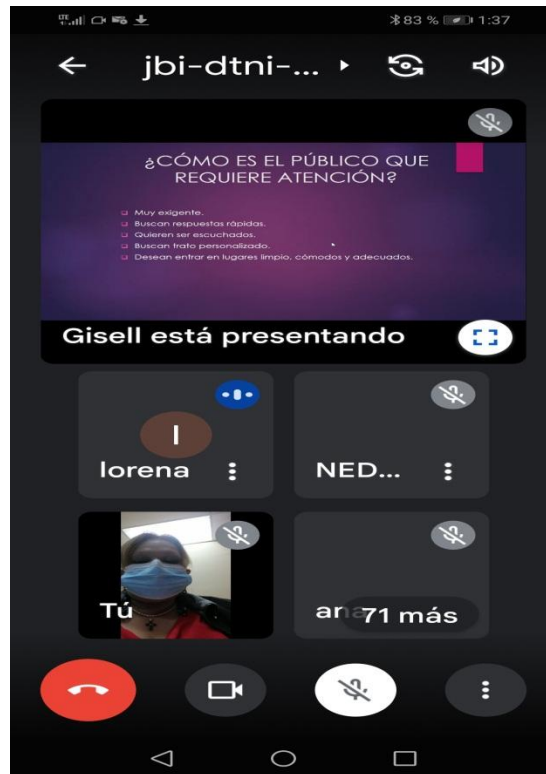 LTE 83 % 1:37
jbi-dtni-...
¿CÓMO ES EL PÚBLICO QUE
REQUIERE ATENCIÓN?
Muy exigente.
Buscan respuestas rápidas.
Quieren ser escuchados.
Buscan trato personalizado.
Desean entrar en lugares limpio, cómodos y adecuados.
Gisell está presentando
l
lorena
NED...
Tú
ana
71 más